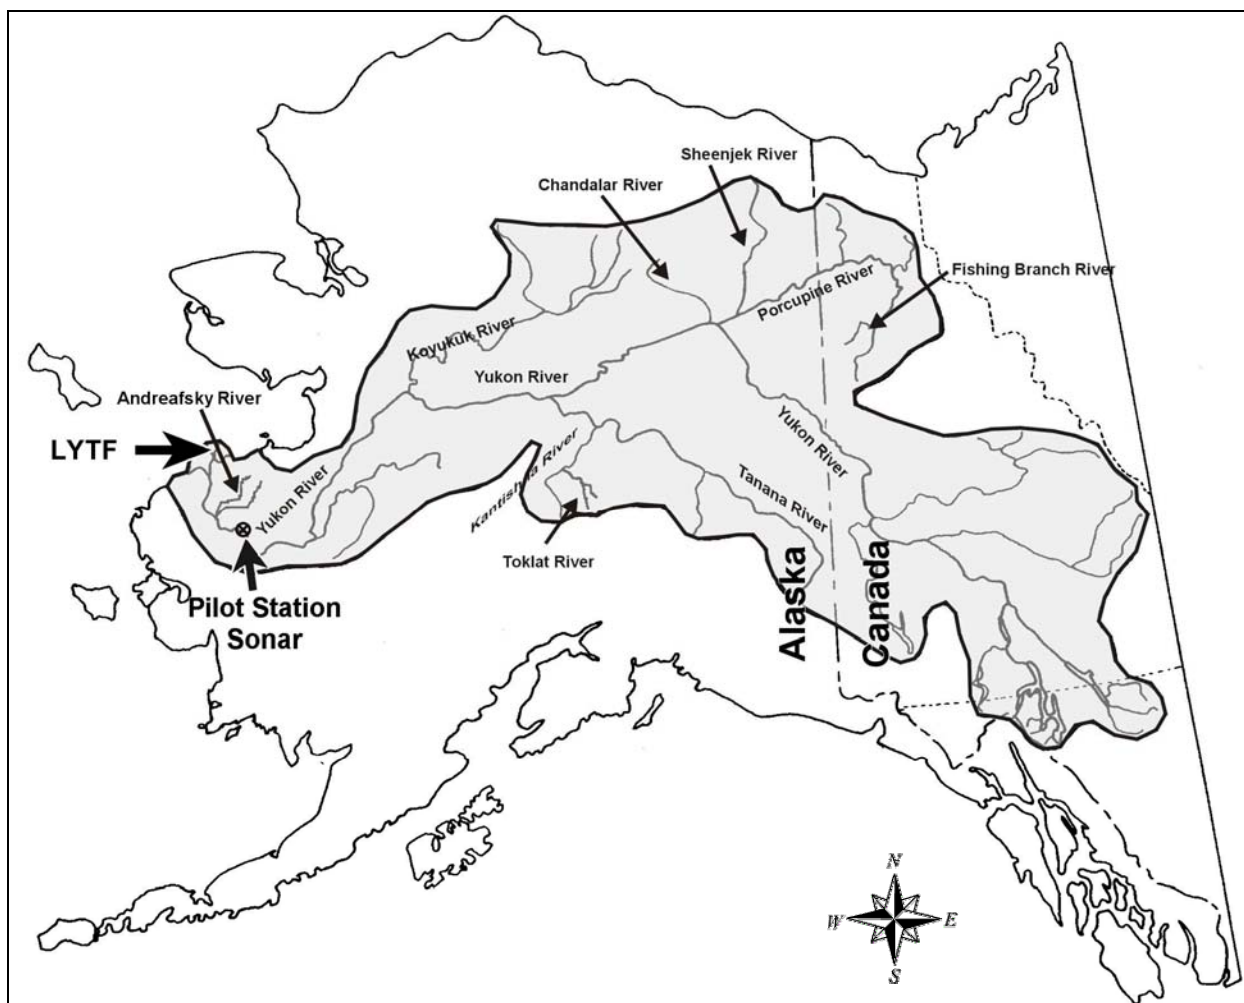 Sheenjek River
Chandalar River
Fishing Branch River
Porcupine River
Koyukuk River
Yukon River
Andreafsky River
LYTF
Yukon River
Kantishna River
Yukon River
Tanana River
Toklat River
Pilot Station
Sonar
Alaska
Canada
N
W
E
S